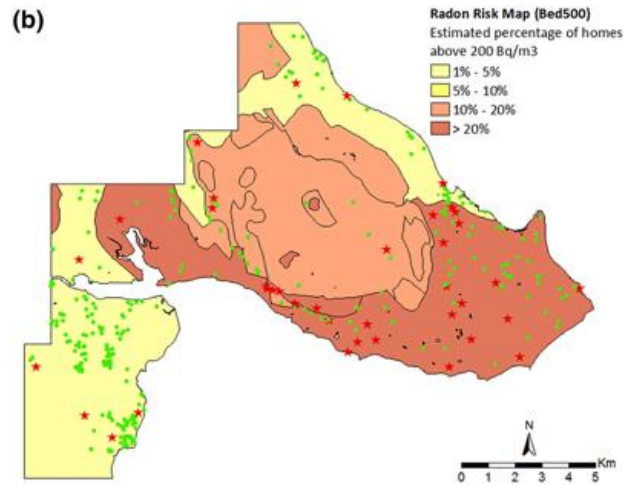 (b)
Radon Risk Map (Bed500)
Estimated percentage of homes
above 200 Bq/m3
1% - 5%
5% - 10%
10% - 20%
> 20%
N
Km
0 1 2 3 4 5